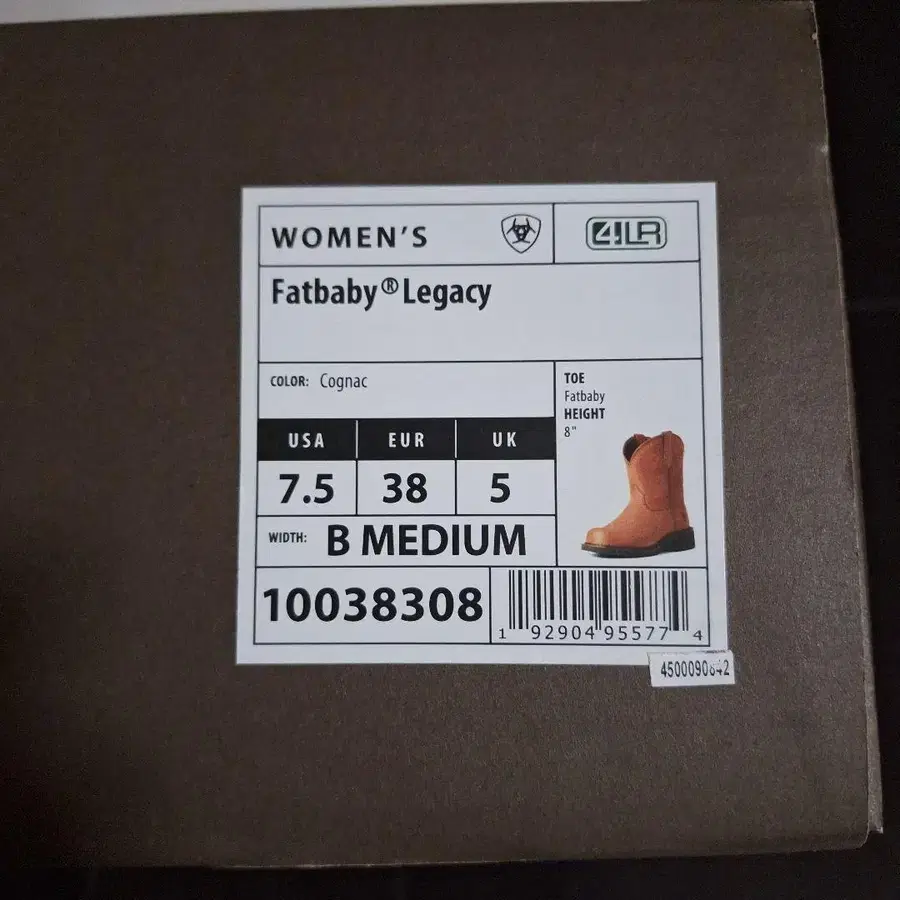 WOMEN'S
4LR
Fatbaby® Legacy
COLOR: Cognac
TOE
Fatbaby
HEIGHT
8"
USA EUR UK
7.5 38 5
WIDTH: B MEDIUM
10038308
1 92904 95577 4